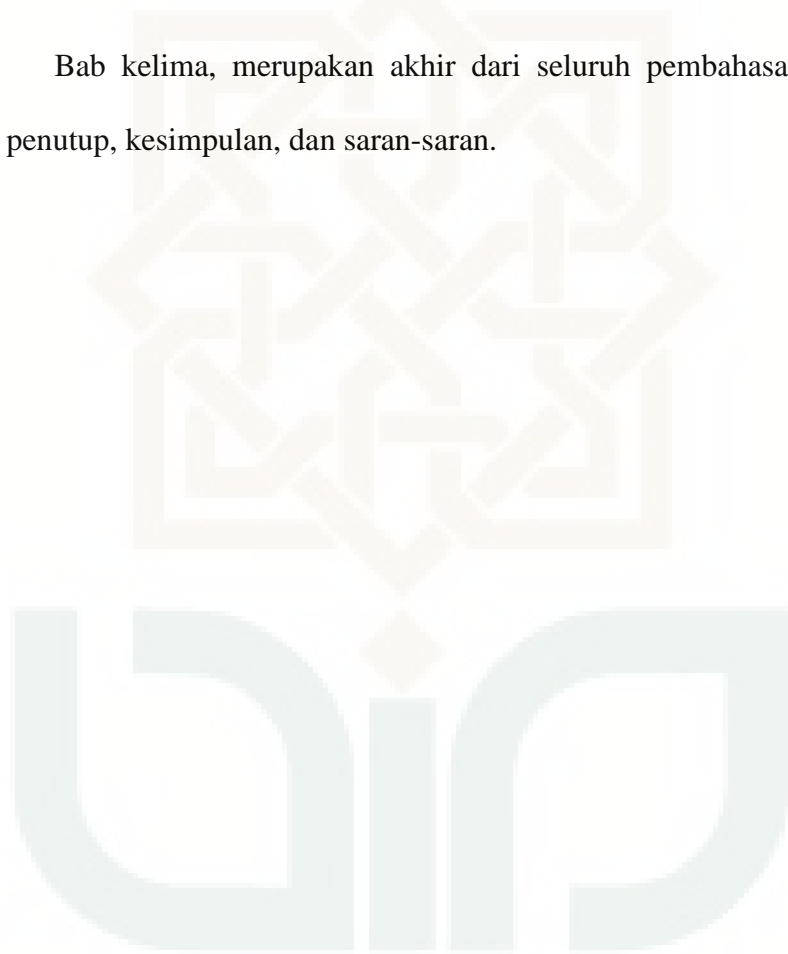 Bab kelima, merupakan akhir dari seluruh pembahasa
penutup, kesimpulan, dan saran-saran.